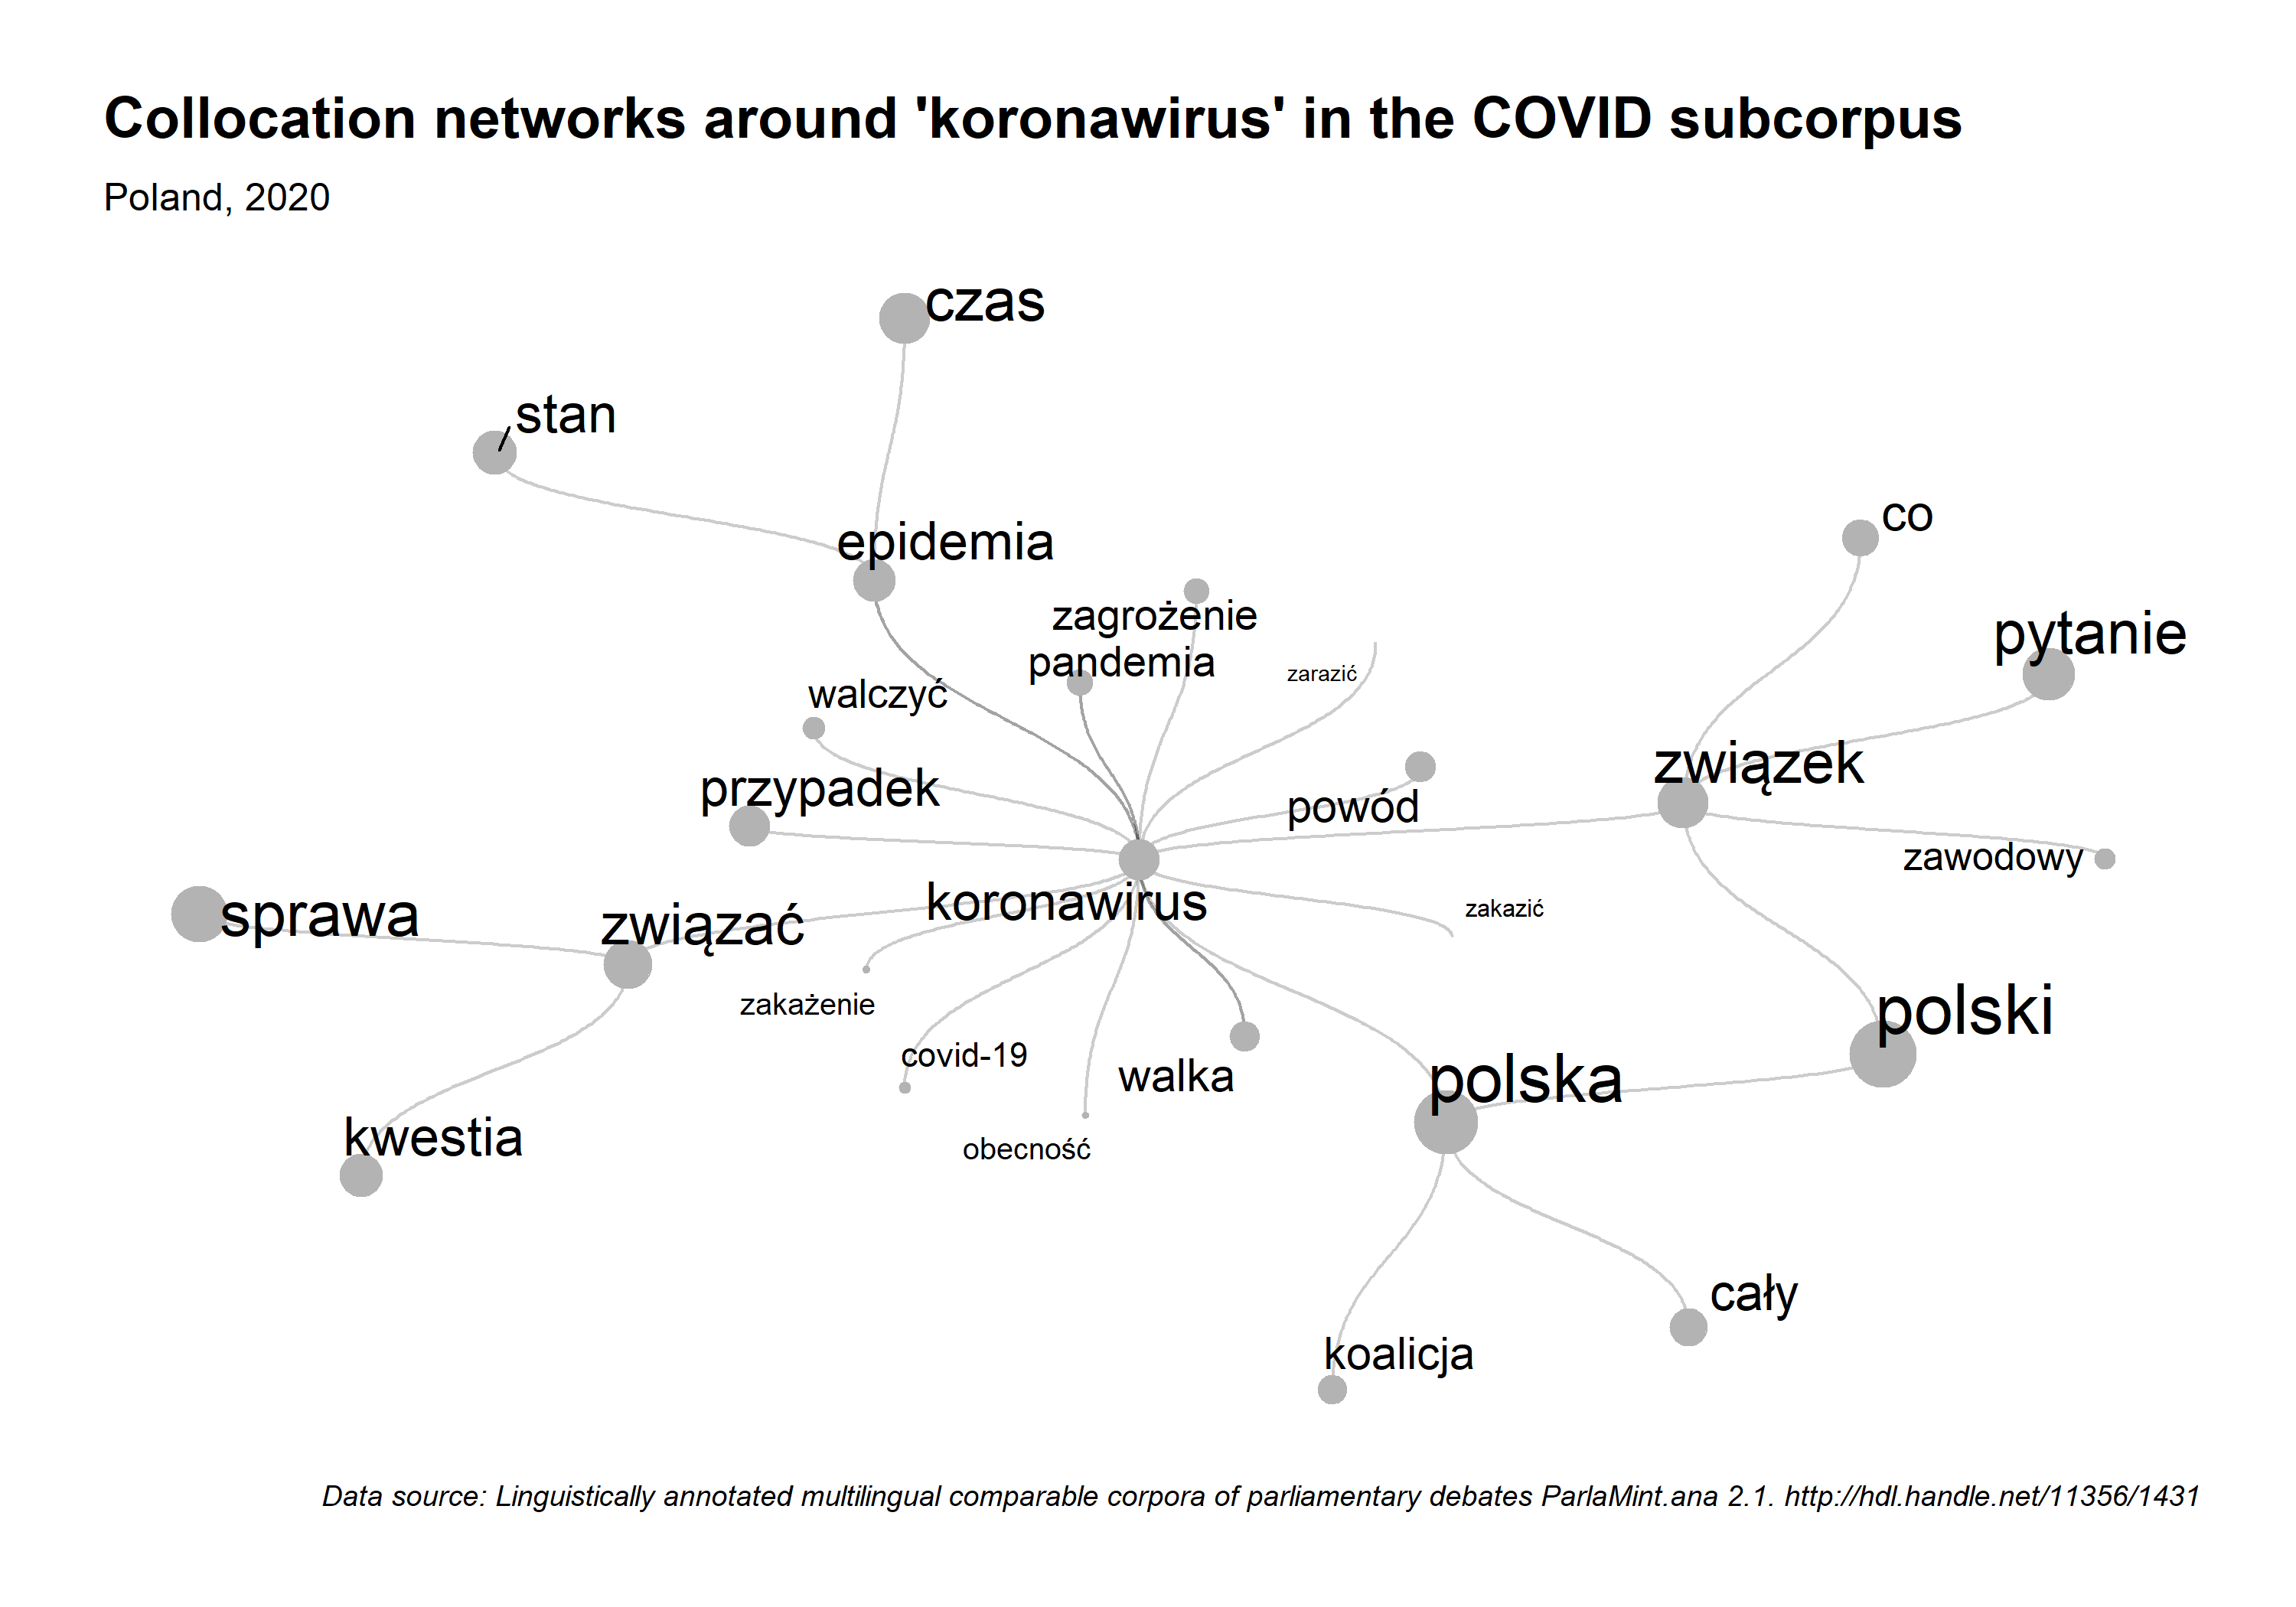 Collocation networks around 'koronawirus' in the COVID subcorpus
Poland, 2020
czas
stan
co
epidemia
zagrożenie
pytanie
pandemia
zarazić
walczyć
związek
przypadek
powód
zawodowy
koronawirus
zakazić
sprawa
związać
zakażenie
polski
covid-19
walka
polska
kwestia
obecność
cały
koalicja
Data source: Linguistically annotated multilingual comparable corpora of parliamentary debates ParlaMint.ana 2.1. http://hdl.handle.net/11356/1431